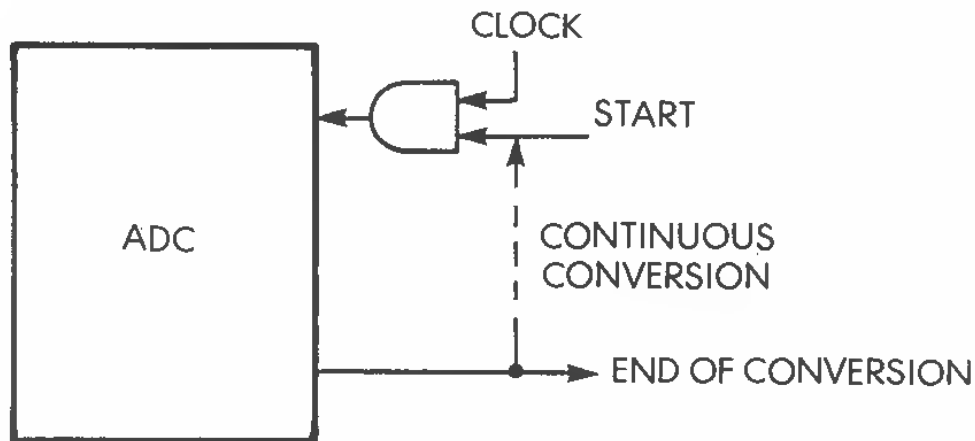 CLOCK
START
ADC
CONTINUOUS
CONVERSION
END OF CONVERSION